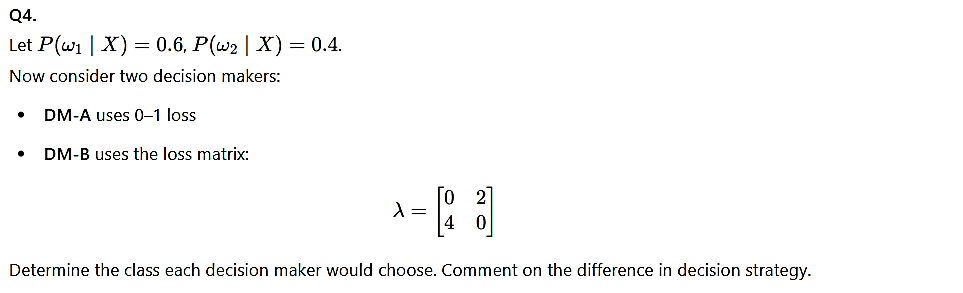 Q4.
Let P(ω₁ | X) = 0.6, P(ω₂ | X) = 0.4.
Now consider two decision makers:
• DM-A uses 0–1 loss
• DM-B uses the loss matrix:
λ = [0 2
4 0]
Determine the class each decision maker would choose. Comment on the difference in decision strategy.